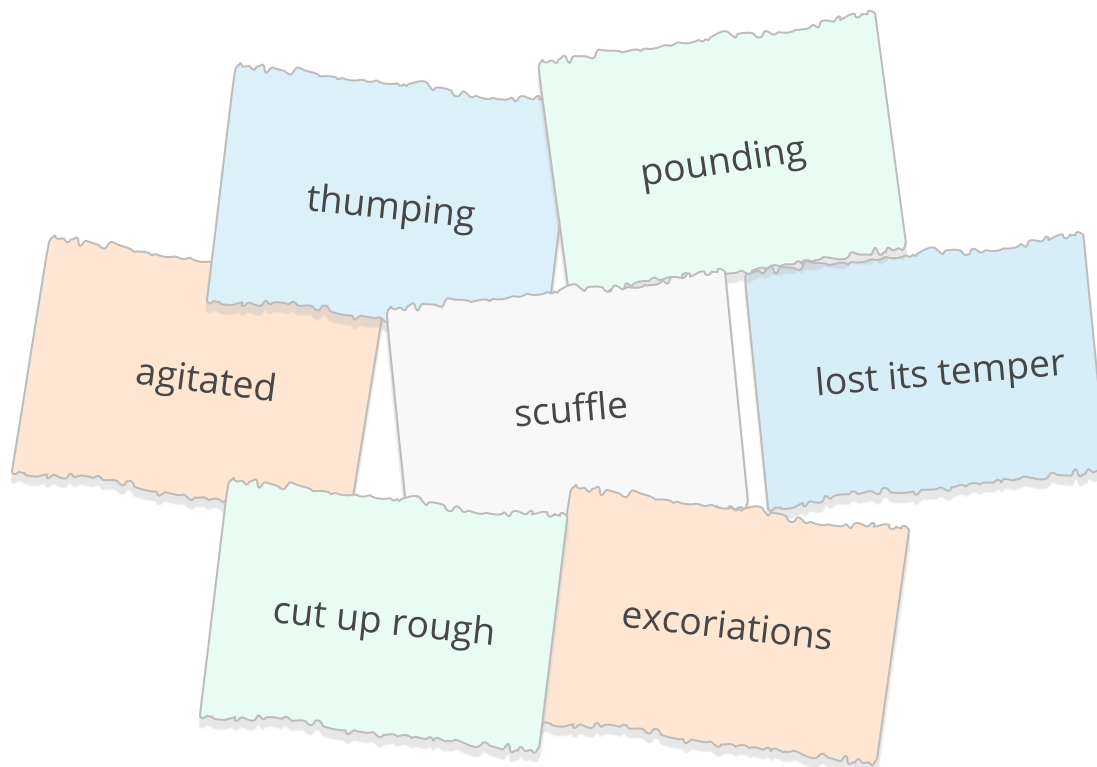 thumping
pounding
agitated
scuffle
lost its temper
cut up rough
excoriations